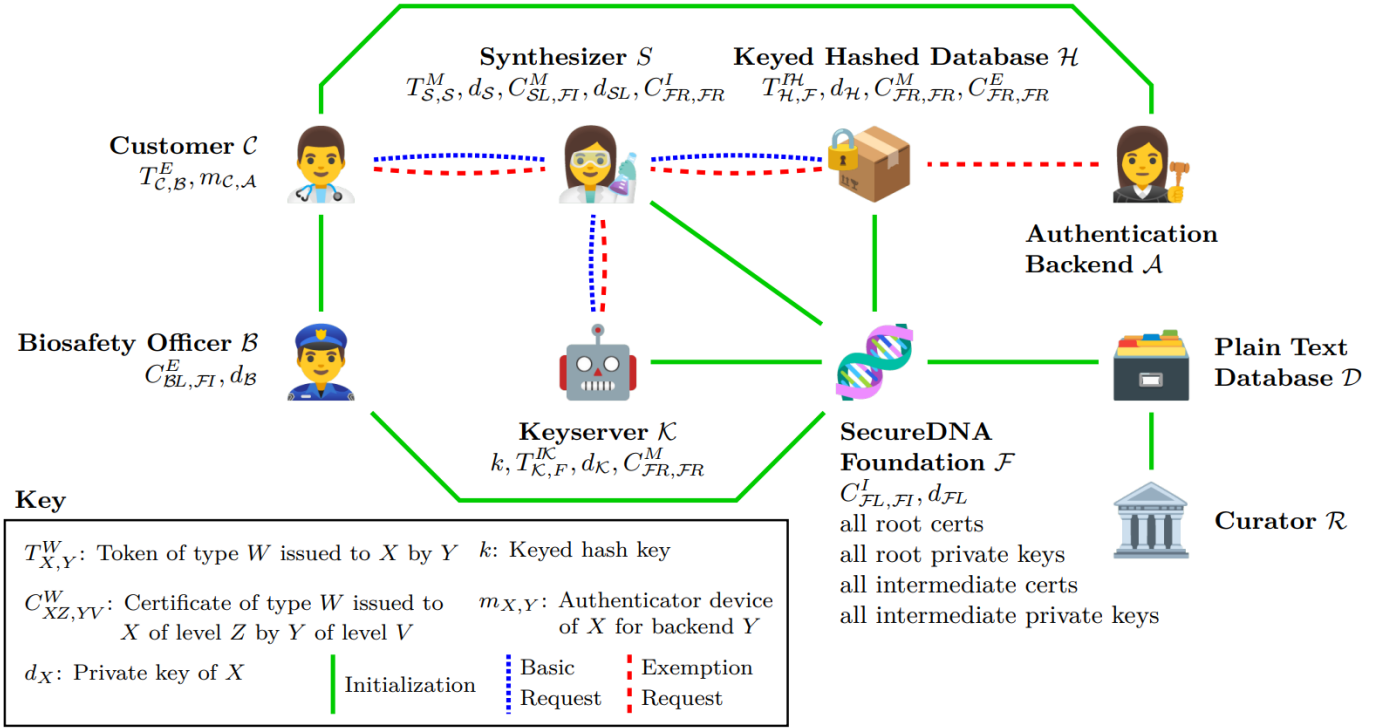 Synthesizer S
T^M_{S,S}, d_S, C^M_{SL,FI}, d_{SL}, C^I_{FR,FR}
Keyed Hashed Database H
T^{IH}_{H,F}, d_H, C^M_{FR,FR}, C^E_{FR,FR}
Customer C
T^E_{C,B}, m_{C,A}
Authentication
Backend A
Biosafety Officer B
C^E_{BL,FI}, d_B
Plain Text
Database D
Keyserver K
k, T^{IK}_{K,F}, d_K, C^M_{FR,FR}
SecureDNA
Foundation F
C^I_{FL,FI}, d_{FL}
all root certs
all root private keys
all intermediate certs
all intermediate private keys
Curator R
Key
T^W_{X,Y}: Token of type W issued to X by Y
k: Keyed hash key
C^W_{XZ,YV}: Certificate of type W issued to
X of level Z by Y of level V
m_{X,Y}: Authenticator device
of X for backend Y
d_X: Private key of X
Initialization
Basic
Request
Exemption
Request